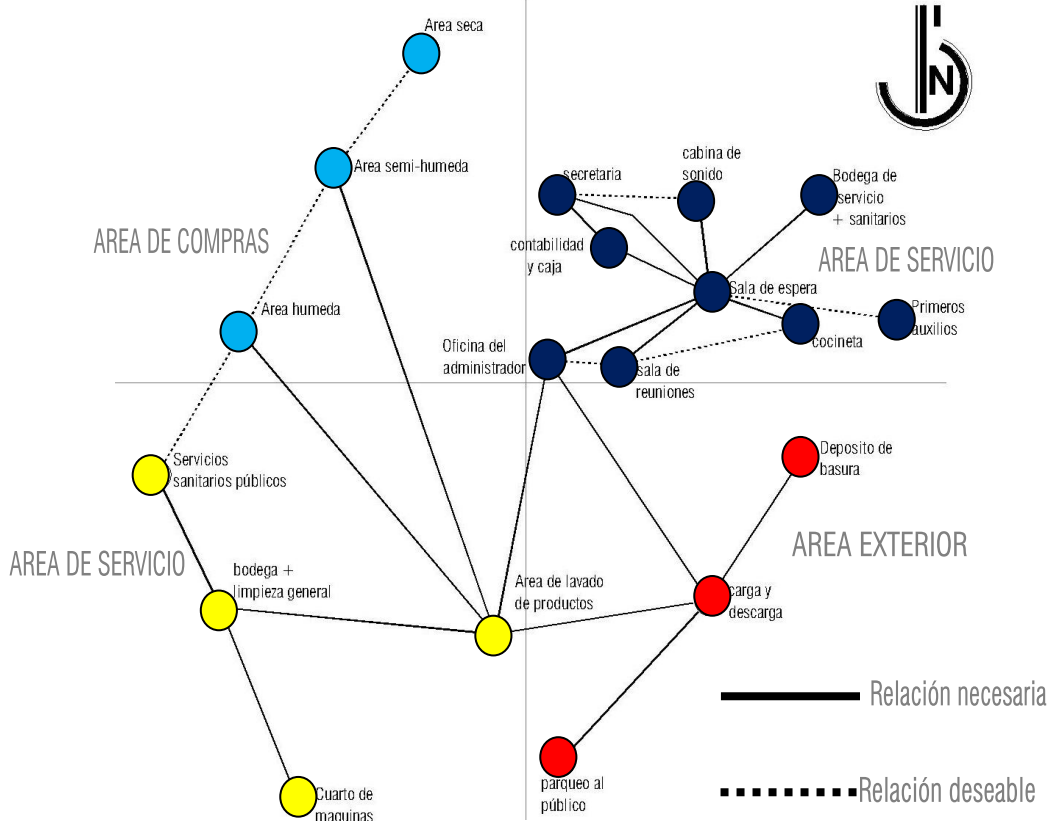 Area seca
N
Area semi-humeda
secretaria
cabina de
sonido
Bodega de
servicio
+ sanitarios
AREA DE COMPRAS
contabilidad
y caja
AREA DE SERVICIO
Sala de espera
Area humeda
Primeros
auxilios
cocineta
Oficina del
administrador
sala de
reuniones
Servicios
sanitarios públicos
Deposito de
basura
AREA DE SERVICIO
AREA EXTERIOR
bodega +
limpieza general
Area de lavado
de productos
carga y
descarga
Relación necesaria
parqueo al
público
Relación deseable
Cuarto de
maquinas